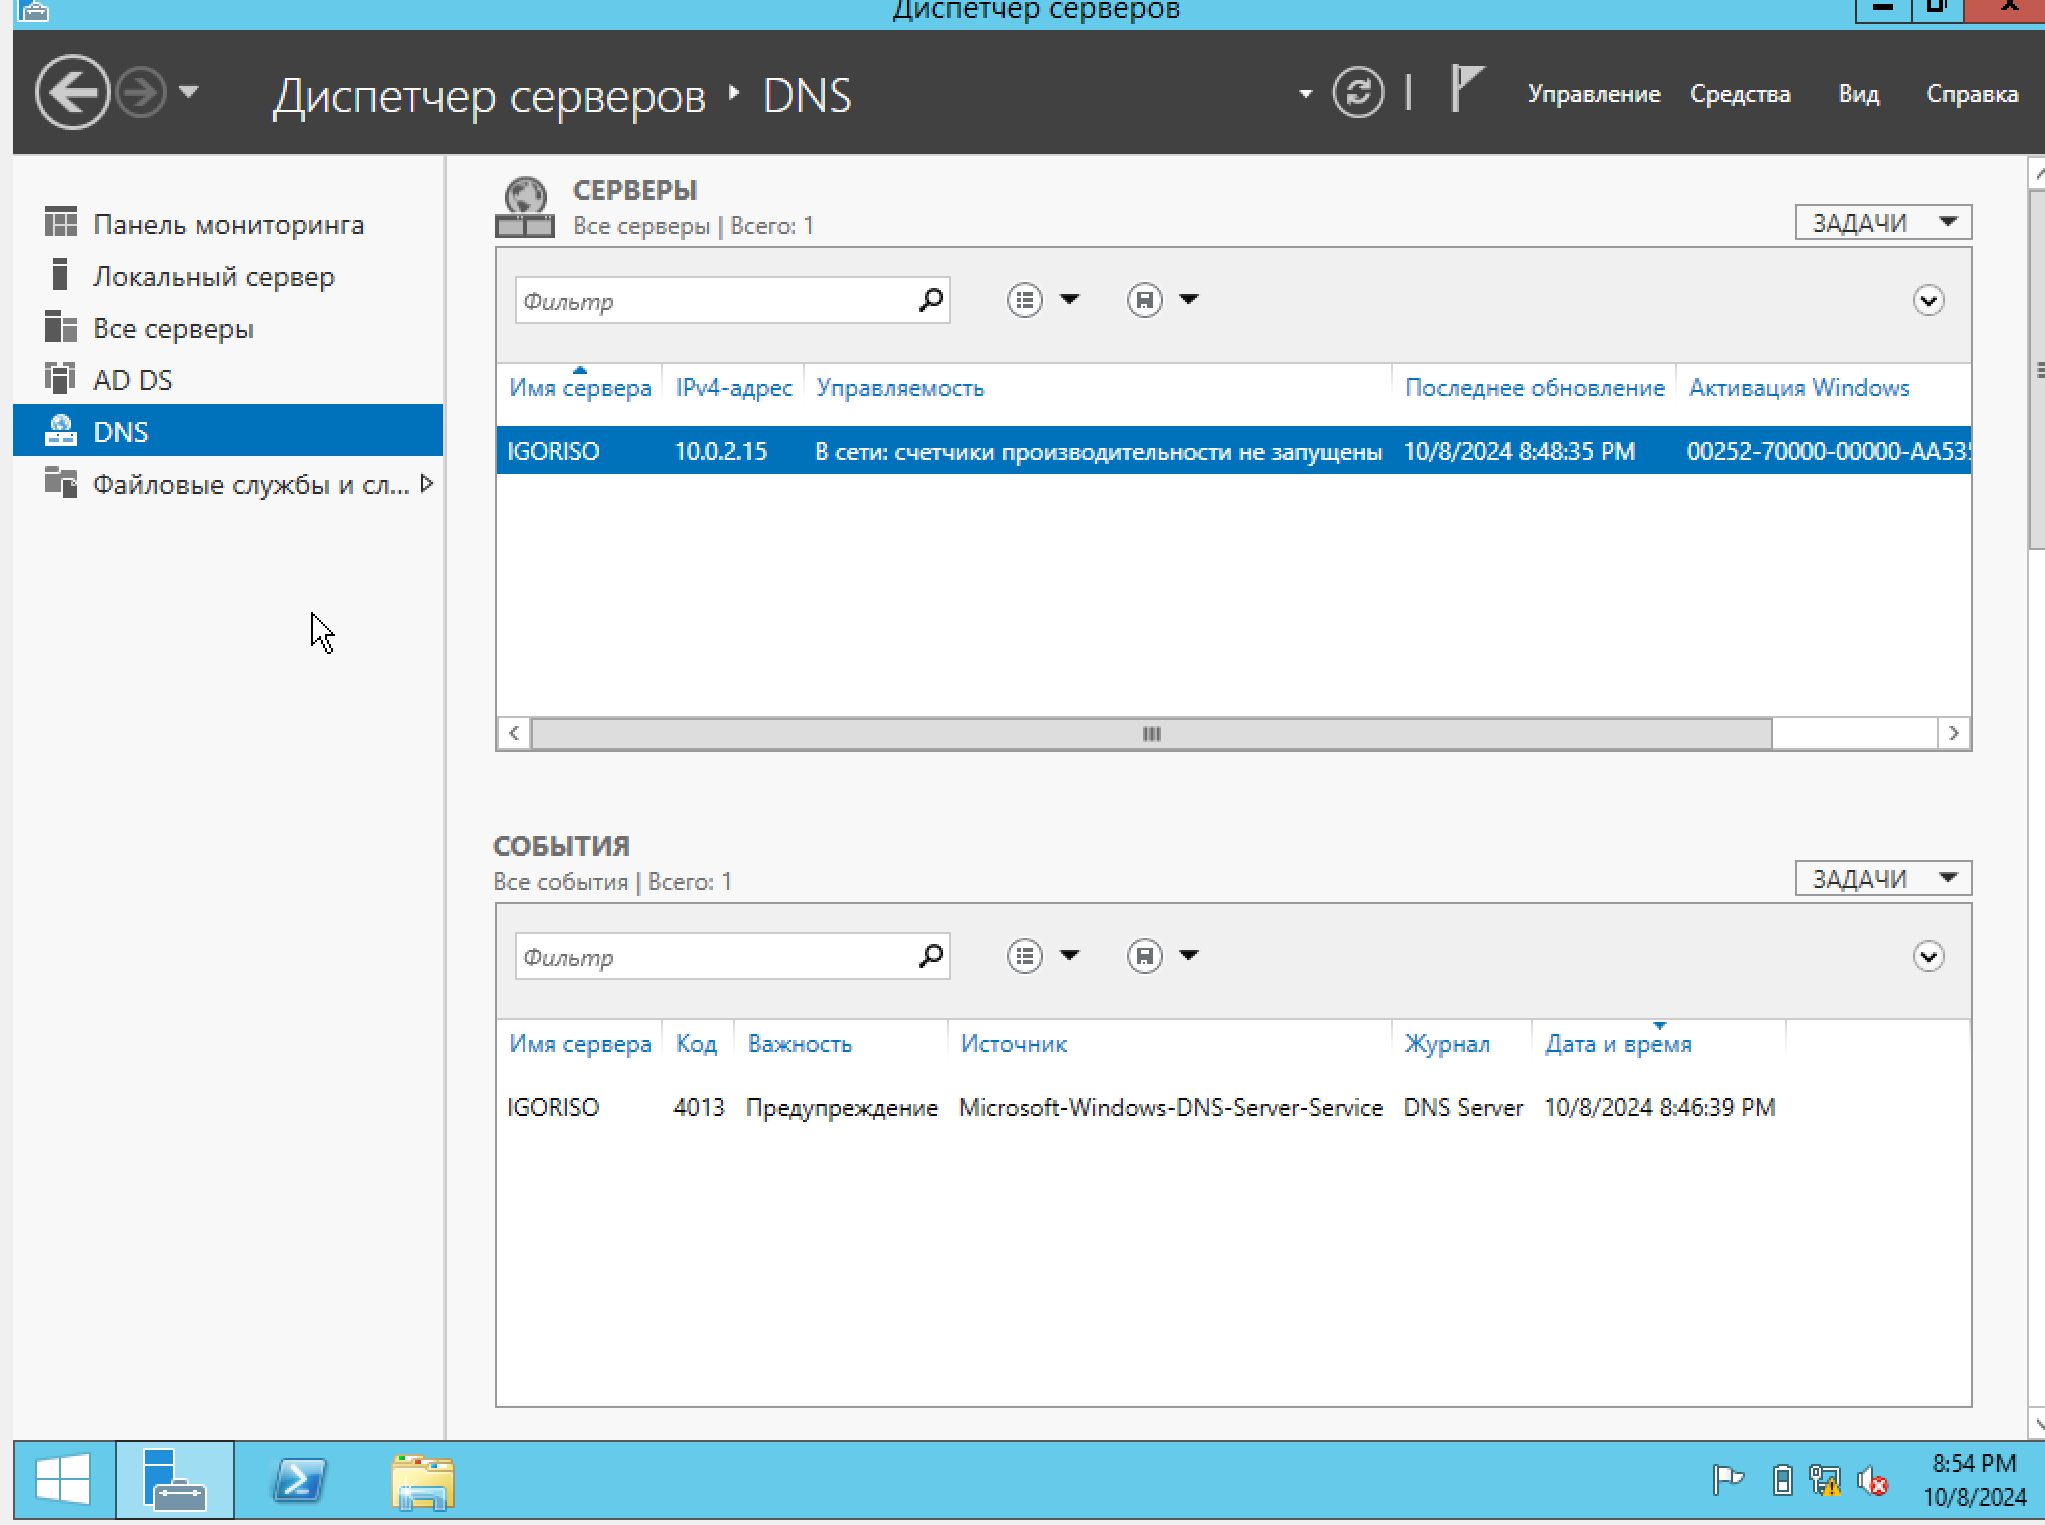 Диспетчер серверов
Диспетчер серверов DNS
Управление Средства Вид Справка
Панель мониторинга
Локальный сервер
Все серверы
AD DS
DNS
Файловые службы и сл...
СЕРВЕРЫ
Все серверы | Всего: 1
ЗАДАЧИ
Фильтр
Имя сервера IPv4-адрес Управляемость Последнее обновление Активация Windows
IGORISO 10.0.2.15 В сети: счетчики производительности не запущены 10/8/2024 8:48:35 PM 00252-70000-00000-AA535
СОБЫТИЯ
Все события | Всего: 1
ЗАДАЧИ
Фильтр
Имя сервера Код Важность Источник Журнал Дата и время
IGORISO 4013 Предупреждение Microsoft-Windows-DNS-Server-Service DNS Server 10/8/2024 8:46:39 PM
8:54 PM
10/8/2024